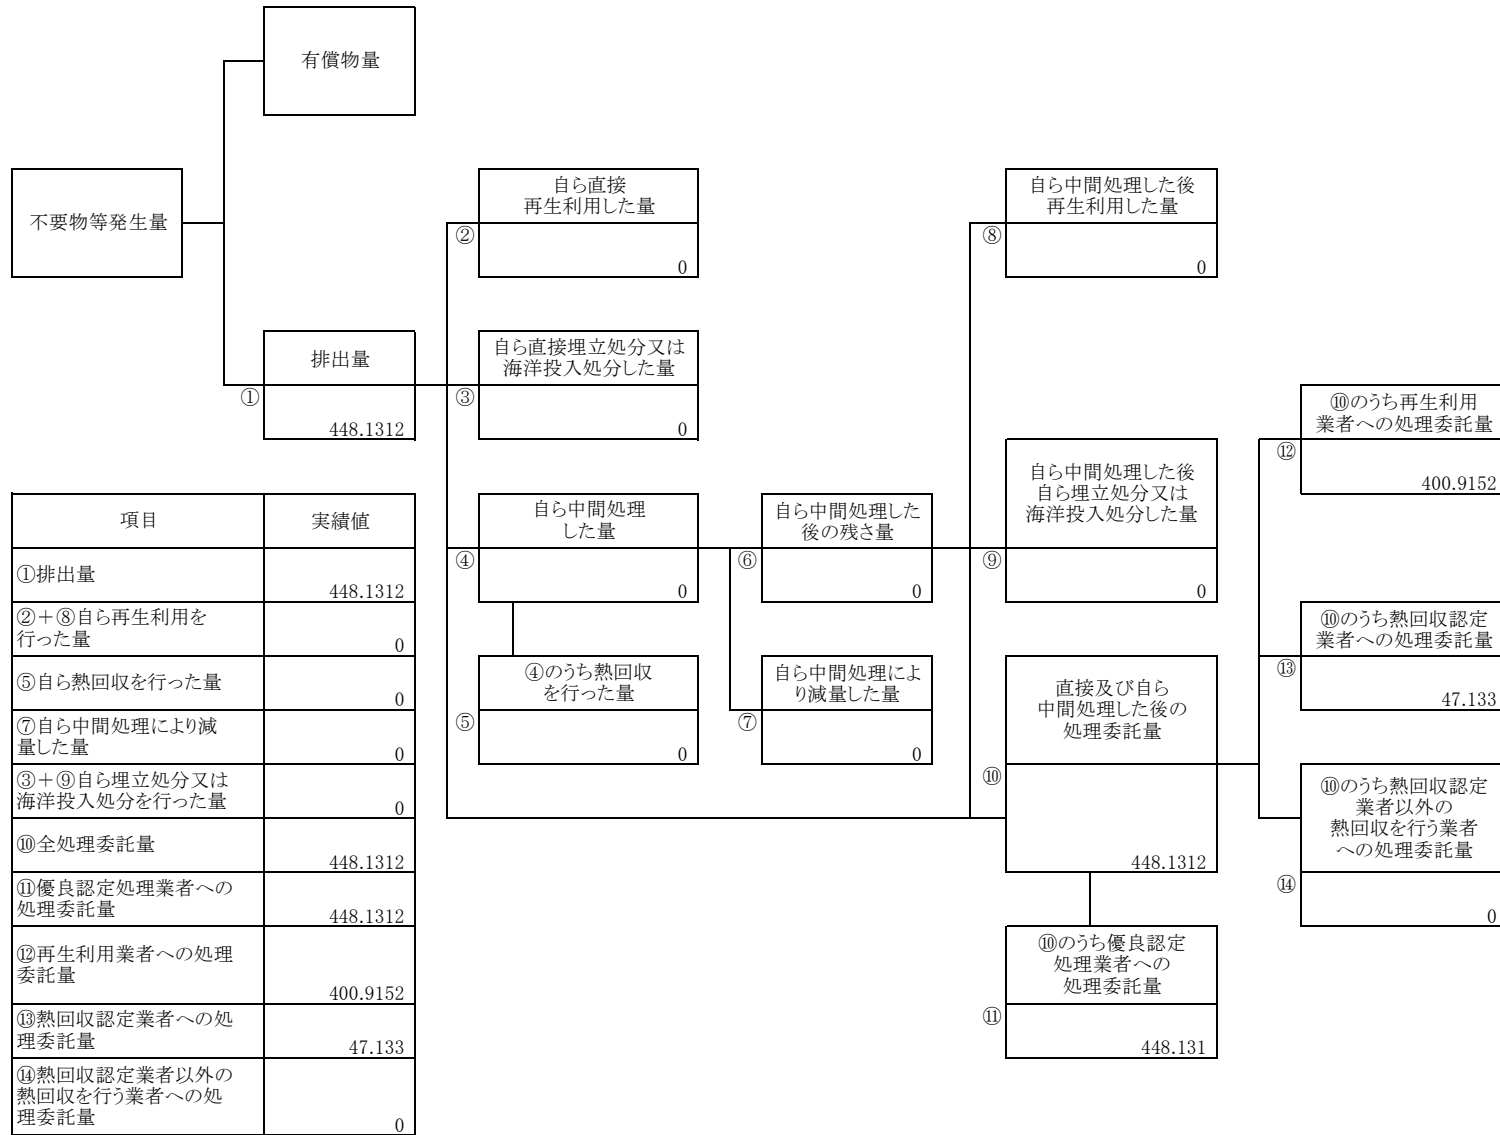 有償物量
不要物等発生量
自ら直接
再生利用した量
②
0
自ら中間処理した後
再生利用した量
⑧
0
排出量
①
448.1312
自ら直接埋立処分又は
海洋投入処分した量
③
0
⑩のうち再生利用
業者への処理委託量
⑫
400.9152
自ら中間処理
した量
④
0
自ら中間処理した
後の残さ量
⑥
0
自ら中間処理した後
自ら埋立処分又は
海洋投入処分した量
⑨
0
⑩のうち熱回収認定
業者への処理委託量
⑬
47.133
④のうち熱回収
を行った量
⑤
0
自ら中間処理によ
り減量した量
⑦
0
直接及び自ら
中間処理した後の
処理委託量
⑩
448.1312
⑩のうち熱回収認定
業者以外の
熱回収を行う業者
への処理委託量
⑭
0
⑩のうち優良認定
処理業者への
処理委託量
⑪
448.131
項目 実績値
①排出量
448.1312
②+⑧自ら再生利用を
行った量
0
⑤自ら熱回収を行った量
0
⑦自ら中間処理により減
量した量
0
③+⑨自ら埋立処分又は
海洋投入処分を行った量
0
⑩全処理委託量
448.1312
⑪優良認定処理業者への
処理委託量
448.1312
⑫再生利用業者への処理
委託量
400.9152
⑬熱回収認定業者への処
理委託量
47.133
⑭熱回収認定業者以外の
熱回収を行う業者への処
理委託量
0